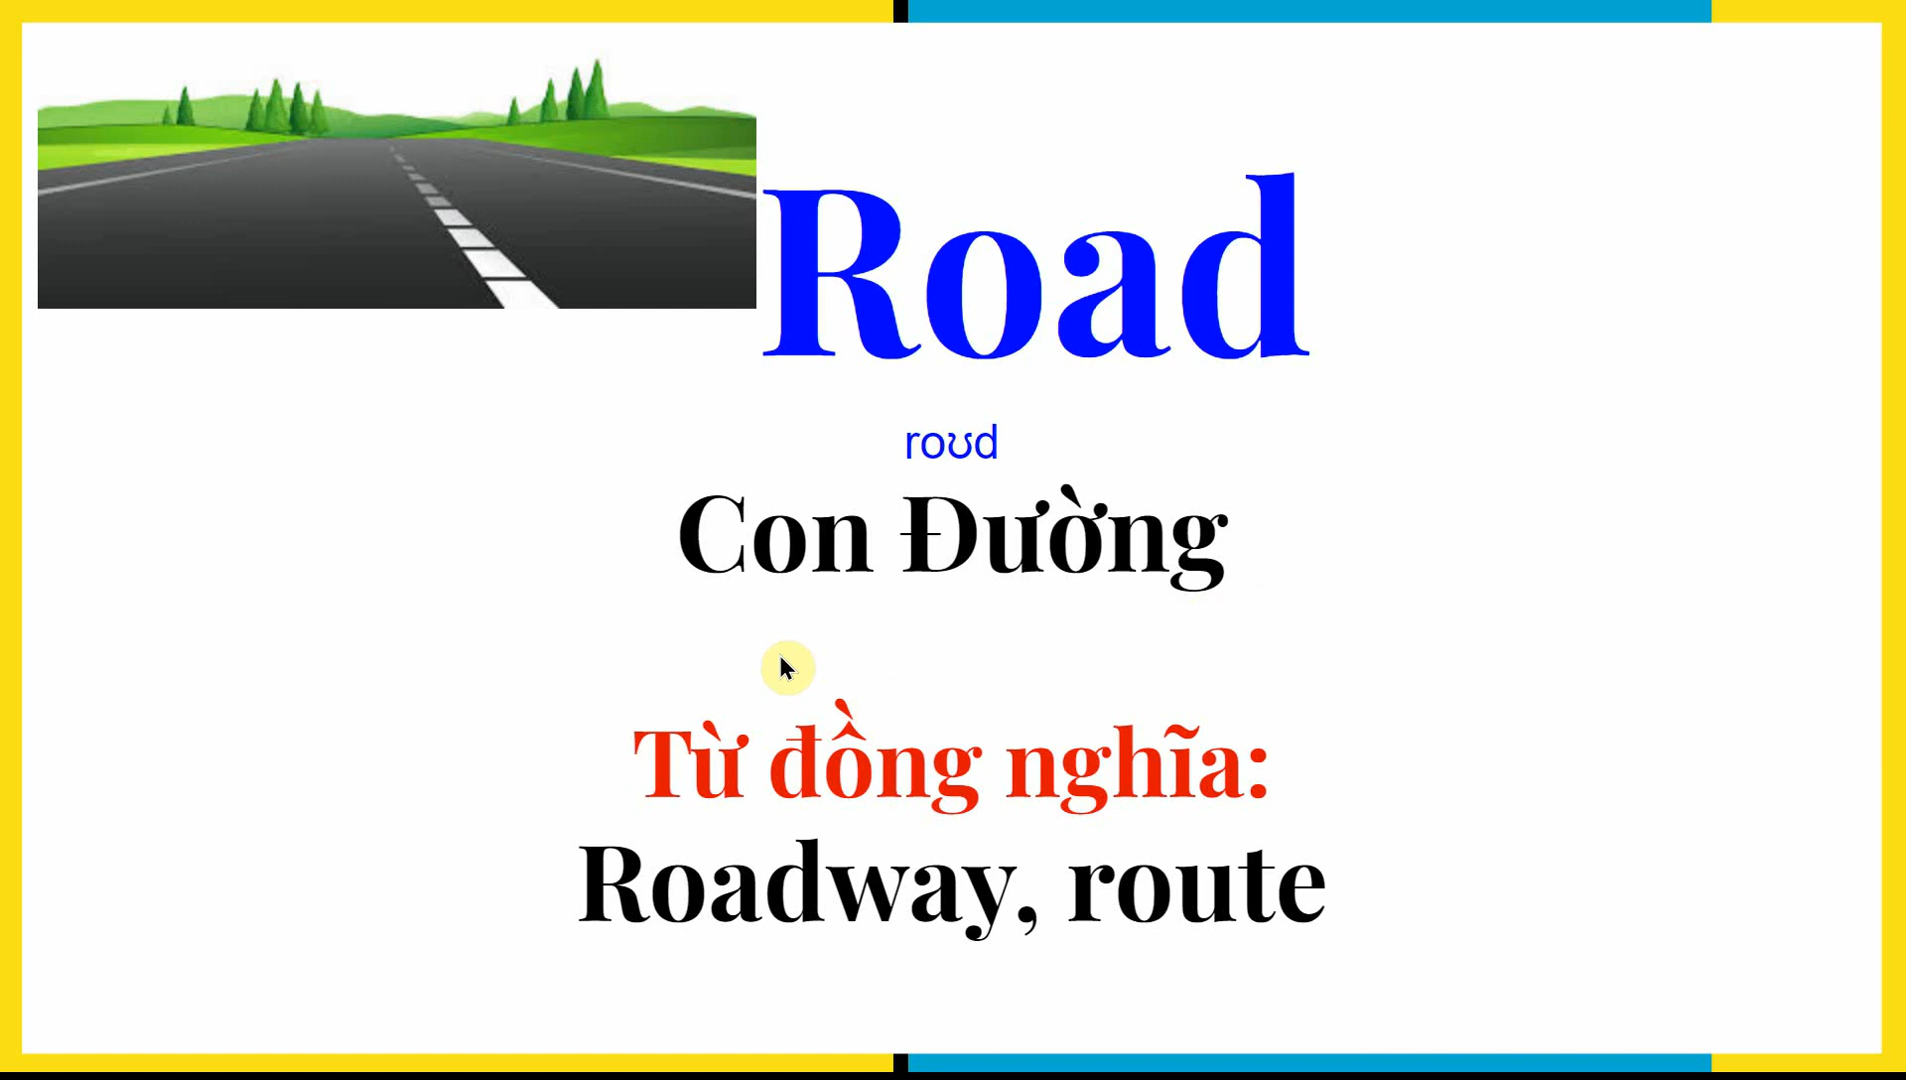 Road
roʊd
Con Đường
Từ đồng nghĩa:
Roadway, route